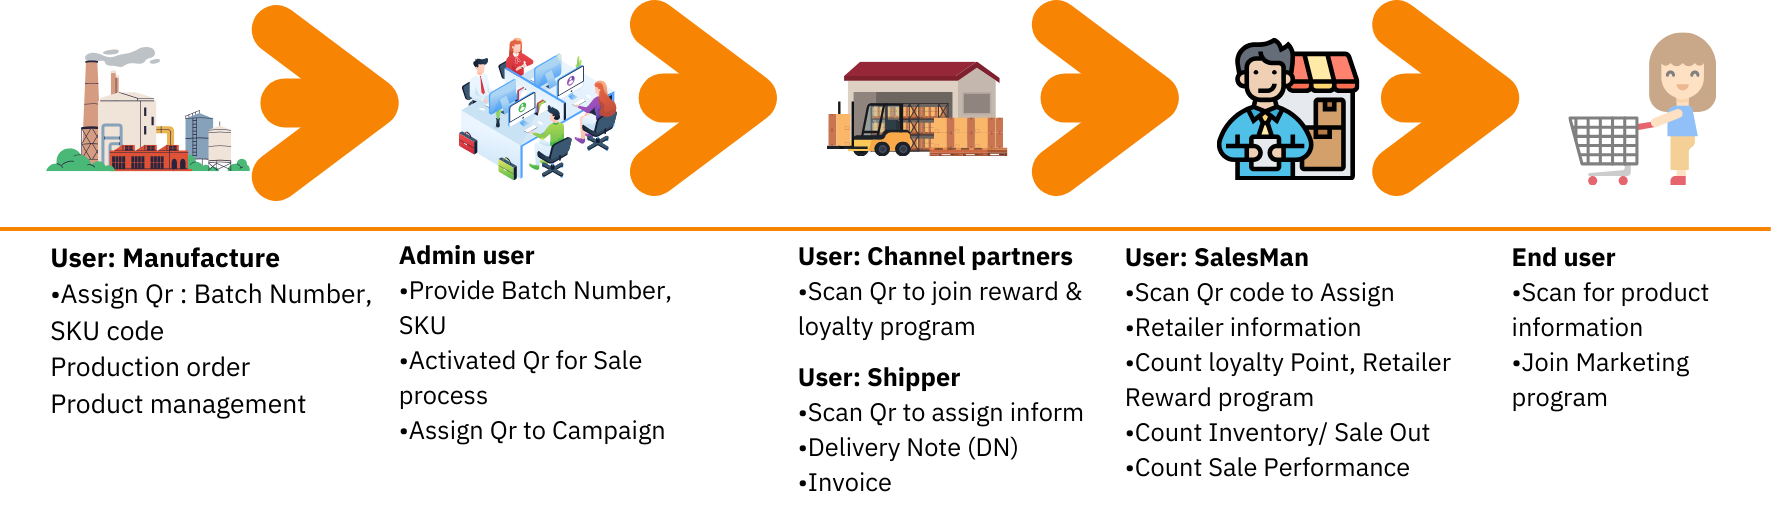 User: Manufacture
•Assign Qr : Batch Number,
SKU code
Production order
Product management
Admin user
•Provide Batch Number,
SKU
•Activated Qr for Sale
process
•Assign Qr to Campaign
User: Channel partners
•Scan Qr to join reward &
loyalty program
User: Shipper
•Scan Qr to assign inform
•Delivery Note (DN)
•Invoice
User: SalesMan
•Scan Qr code to Assign
•Retailer information
•Count loyalty Point, Retailer
Reward program
•Count Inventory/ Sale Out
•Count Sale Performance
End user
•Scan for product
information
•Join Marketing
program